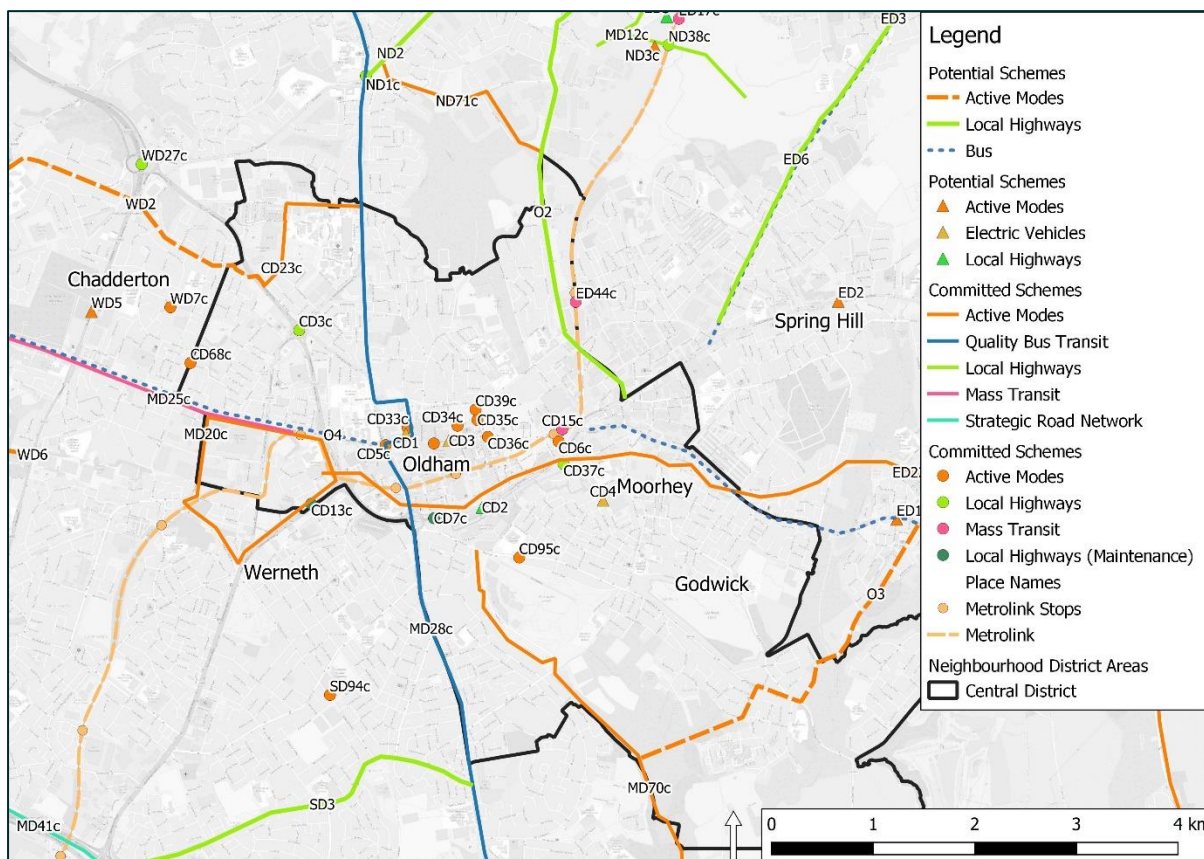 ED17c
ED3
MD12c
ND38c
ND3c
ND2
ND1c
ND71c
WD27c
ED6
WD2
O2
CD23c
Chadderton
WD5
WD7c
CD3c
ED44c
ED2
Spring Hill
CD68c
MD25c
CD39c
CD34c
CD35c
CD33c
MD20c
O4
CD1
CD3
CD36c
CD15c
CD5c
CD6c
Oldham
WD6
CD37c
Moorhey
CD4
CD13c
CD7c
CD2
ED1
CD95c
Werneth
Godwick
O3
MD28c
SD94c
SD3
MD70c
MD41c
0 1 2 3 4 km
Legend
Potential Schemes
Active Modes
Local Highways
Bus
Potential Schemes
Active Modes
Electric Vehicles
Local Highways
Committed Schemes
Active Modes
Quality Bus Transit
Local Highways
Mass Transit
Strategic Road Network
Committed Schemes
Active Modes
Local Highways
Mass Transit
Local Highways (Maintenance)
Place Names
Metrolink Stops
Metrolink
Neighbourhood District Areas
Central District